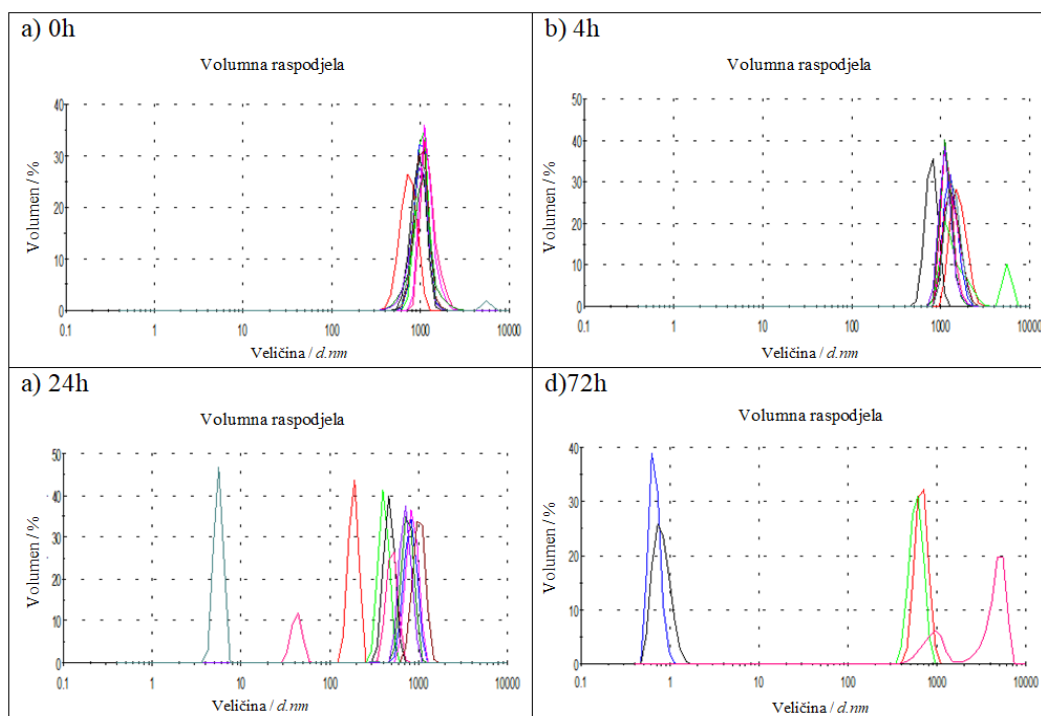 a) 0h
Volumna raspodjela
Volumen / %
40
30
20
10
0
0.1 1 10 100 1000 10000
Veličina / d.nm
b) 4h
Volumna raspodjela
Volumen / %
50
40
30
20
10
0
0.1 1 10 100 1000 10000
Veličina / d.nm
a) 24h
Volumna raspodjela
Volumen / %
50
40
30
20
10
0
0.1 1 10 100 1000 10000
Veličina / d.nm
d)72h
Volumna raspodjela
Volumen / %
40
30
20
10
0
0.1 1 10 100 1000 10000
Veličina / d.nm